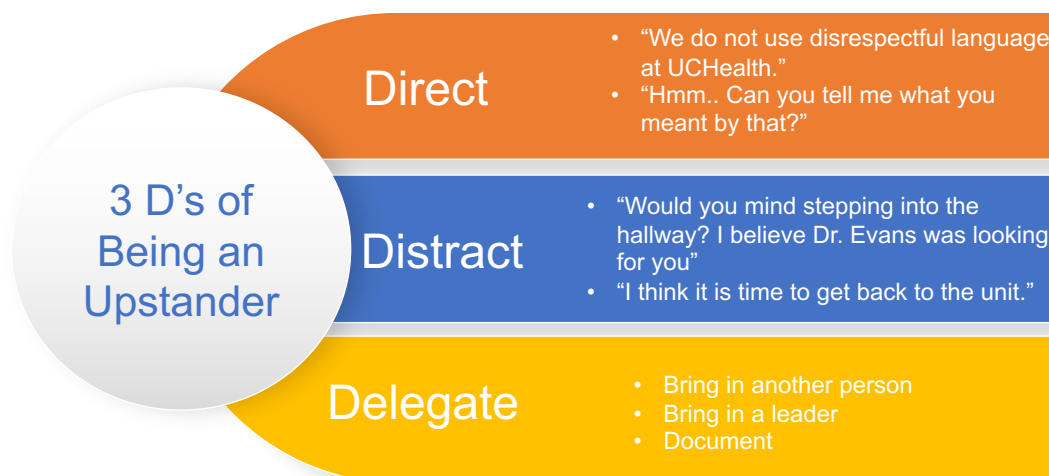 3 D’s of
Being an
Upstander
Direct
• “We do not use disrespectful language
at UCHealth.”
• “Hmm.. Can you tell me what you
meant by that?”
Distract
• “Would you mind stepping into the
hallway? I believe Dr. Evans was looking
for you”
• “I think it is time to get back to the unit.”
Delegate
• Bring in another person
• Bring in a leader
• Document